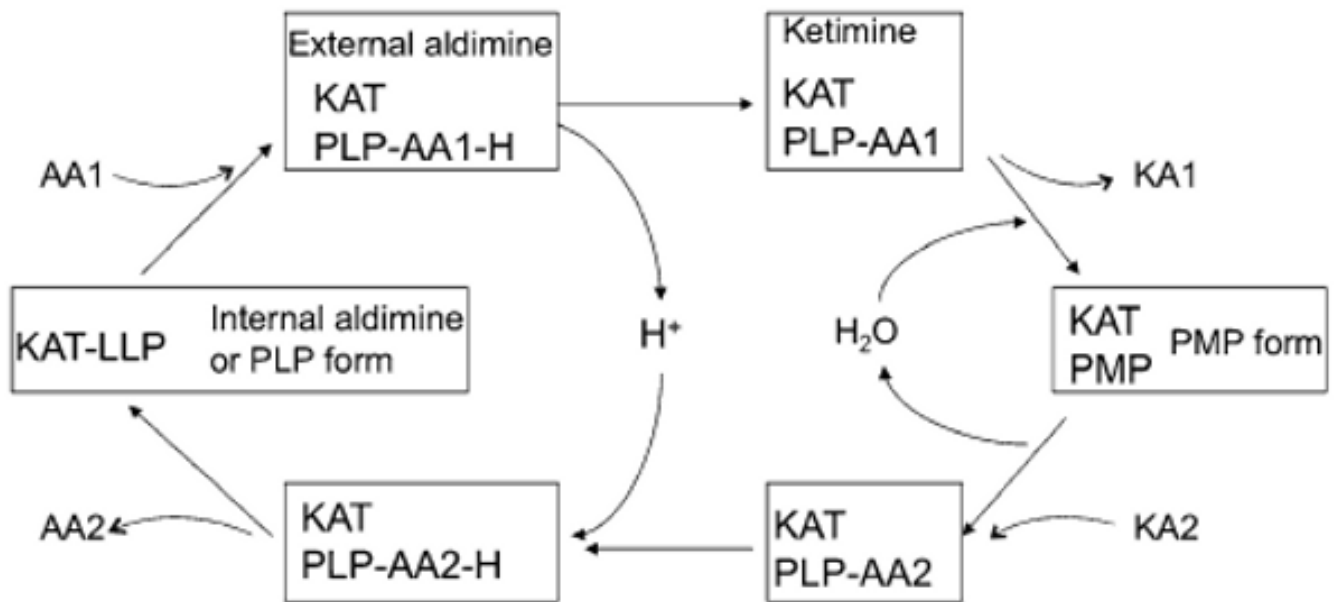 External aldimine
KAT
PLP-AA1-H
Ketimine
KAT
PLP-AA1
AA1
KA1
KAT-LLP
Internal aldimine
or PLP form
H⁺
H₂O
KAT
PMP
PMP form
AA2
KAT
PLP-AA2-H
KAT
PLP-AA2
KA2